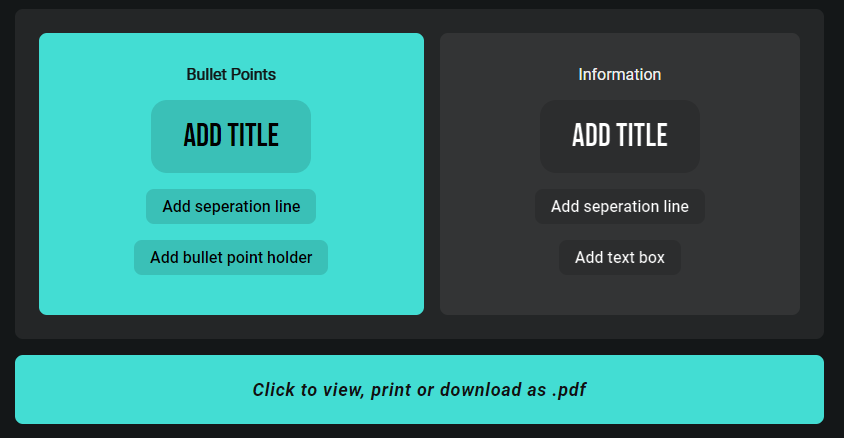 Bullet Points
ADD TITLE
Add seperation line
Add bullet point holder
Information
ADD TITLE
Add seperation line
Add text box
Click to view, print or download as .pdf